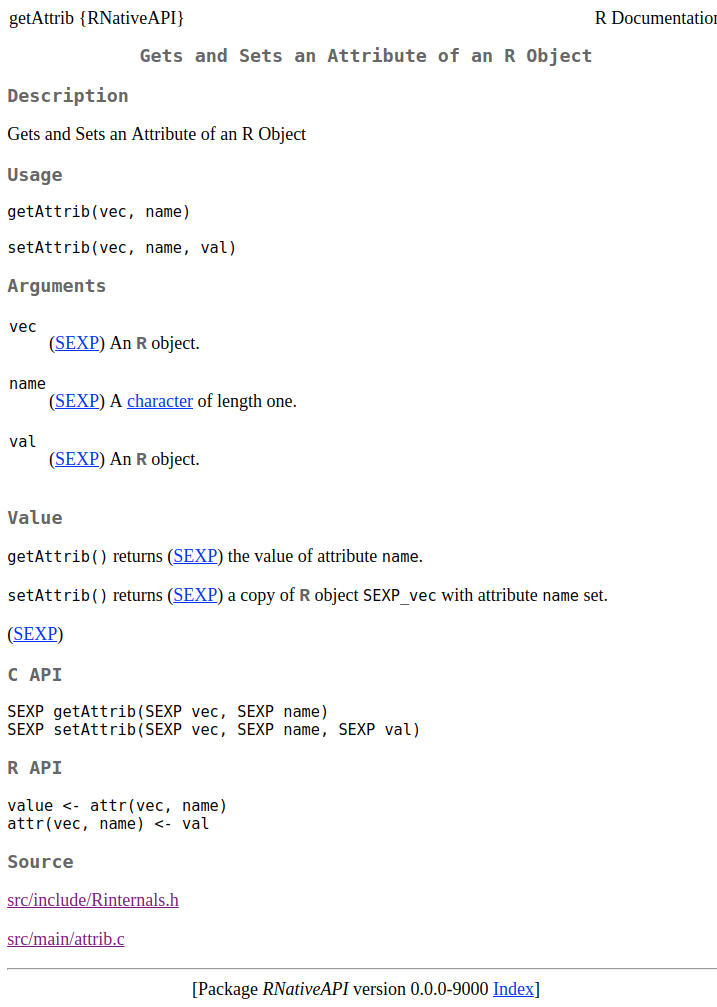 getAttrib {RNativeAPI} R Documentation
Gets and Sets an Attribute of an R Object
Description
Gets and Sets an Attribute of an R Object
Usage
getAttrib(vec, name)
setAttrib(vec, name, val)
Arguments
vec
(SEXP) An R object.
name
(SEXP) A character of length one.
val
(SEXP) An R object.
Value
getAttrib() returns (SEXP) the value of attribute name.
setAttrib() returns (SEXP) a copy of R object SEXP_vec with attribute name set.
(SEXP)
C API
SEXP getAttrib(SEXP vec, SEXP name)
SEXP setAttrib(SEXP vec, SEXP name, SEXP val)
R API
value <- attr(vec, name)
attr(vec, name) <- val
Source
src/include/Rinternals.h
src/main/attrib.c
[Package RNativeAPI version 0.0.0-9000 Index]